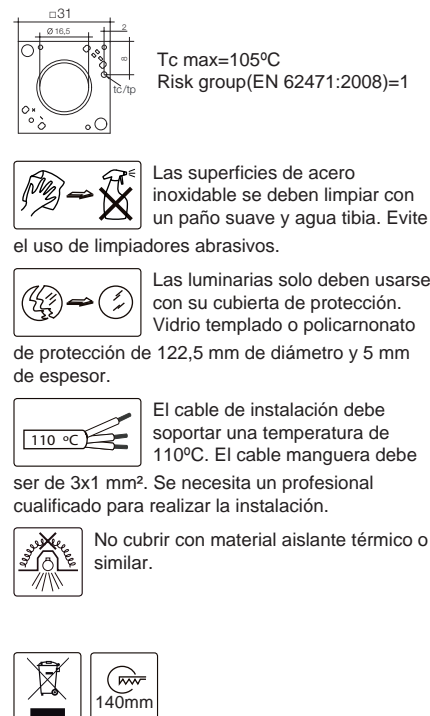 □31
Ø 16,5
2
8
tc/tp
Tc max=105ºC
Risk group(EN 62471:2008)=1
Las superficies de acero
inoxidable se deben limpiar con
un paño suave y agua tibia. Evite
el uso de limpiadores abrasivos.
Las luminarias solo deben usarse
con su cubierta de protección.
Vidrio templado o policarnonato
de protección de 122,5 mm de diámetro y 5 mm
de espesor.
110 ºC
El cable de instalación debe
soportar una temperatura de
110ºC. El cable manguera debe
ser de 3x1 mm². Se necesita un profesional
cualificado para realizar la instalación.
No cubrir con material aislante térmico o
similar.
140mm